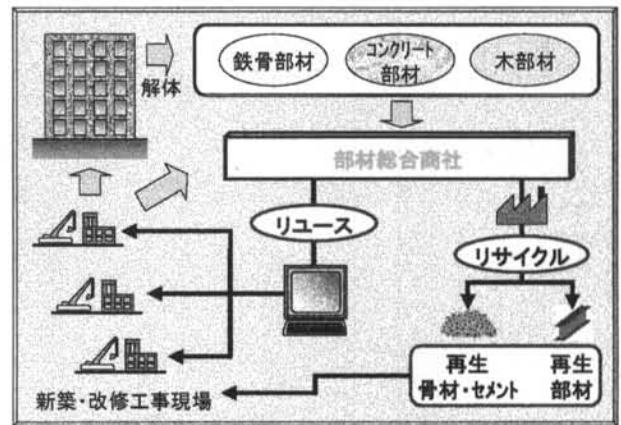 解体
鉄骨部材
コンクリート
部材
木部材
部材総合商社
リユース
リサイクル
再生
骨材・セメント
再生
部材
新築・改修工事現場